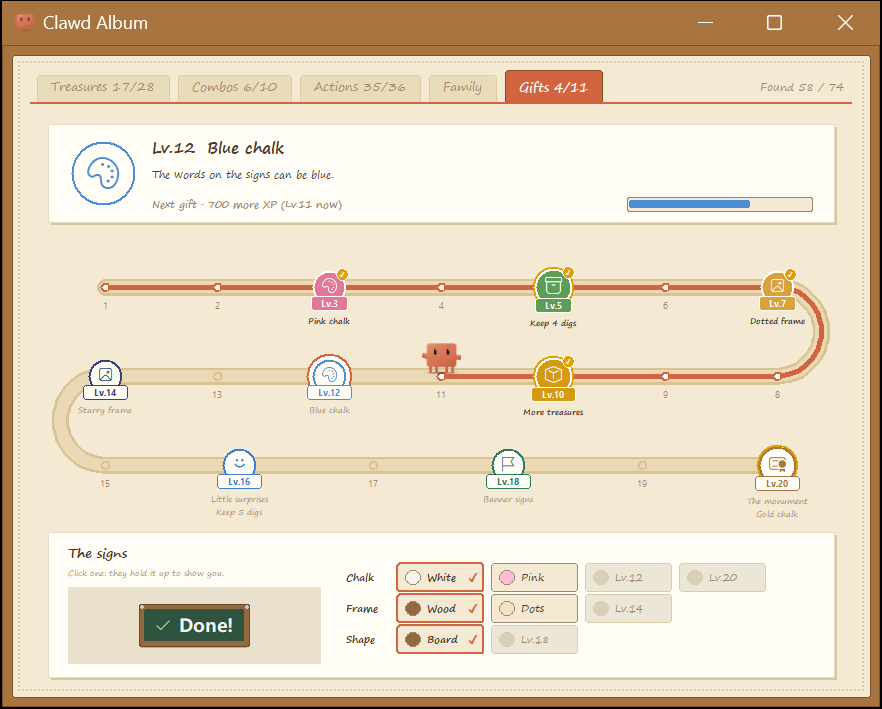 Clawd Album
Treasures 17/28
Combos 6/10
Actions 35/36
Family
Gifts 4/11
Found 58 / 74
Lv.12 Blue chalk
The words on the signs can be blue.
Next gift · 700 more XP (Lv.11 now)
1
2
Lv.3
Pink chalk
4
Lv.5
Keep 4 digs
6
Lv.7
Dotted frame
Lv.14
Starry frame
13
Lv.12
Blue chalk
11
Lv.10
More treasures
9
8
15
Lv.16
Little surprises
Keep 5 digs
17
Lv.18
Banner signs
19
Lv.20
The monument
Gold chalk
The signs
Click one: they hold it up to show you.
Done!
Chalk
White
Pink
Lv.12
Lv.20
Frame
Wood
Dots
Lv.14
Shape
Board
Lv.18